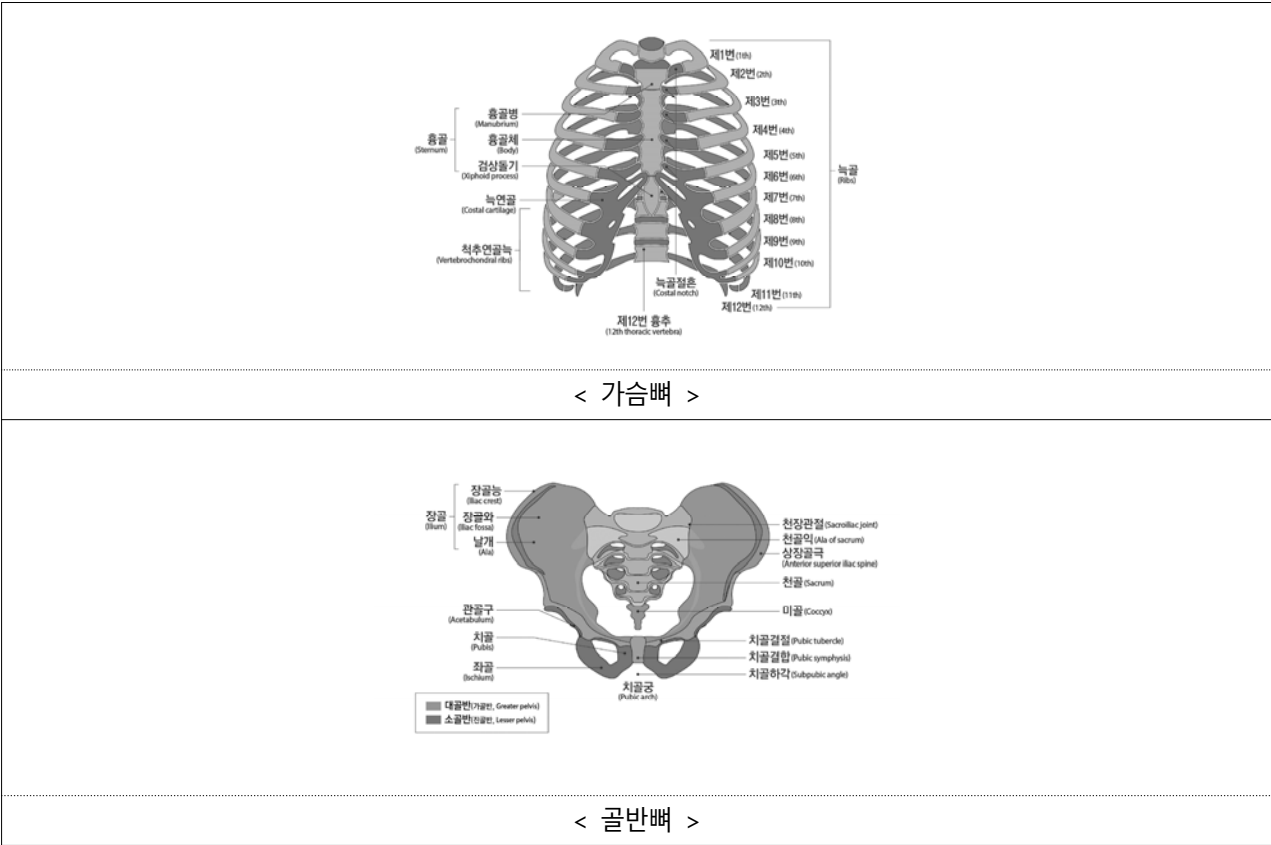 제1번(1th)
제2번(2th)
제3번(3th)
제4번(4th)
제5번(5th)
제6번(6th)
제7번(7th)
제8번(8th)
제9번(9th)
제10번(10th)
제11번(11th)
제12번(12th)
늑골
(Ribs)
흉골
(Sternum)
흉골병
(Manubrium)
흉골체
(Body)
검상돌기
(Xiphoid process)
늑연골
(Costal cartilage)
척추연골늑
(Vertebrochondral ribs)
늑골절흔
(Costal notch)
제12번 흉추
(12th thoracic vertebra)
< 가슴뼈 >
장골
(Ilium)
장골능
(Iliac crest)
장골와
(Iliac fossa)
날개
(Ala)
관골구
(Acetabulum)
치골
(Pubis)
좌골
(Ischium)
천장관절(Sacroiliac joint)
천골익(Ala of sacrum)
상장골극
(Anterior superior iliac spine)
천골(Sacrum)
미골(Coccyx)
치골결절(Pubic tubercle)
치골결합(Pubic symphysis)
치골하각(Subpubic angle)
치골궁
(Pubic arch)
대골반(가골반, Greater pelvis)
소골반(진골반, Lesser pelvis)
< 골반뼈 >